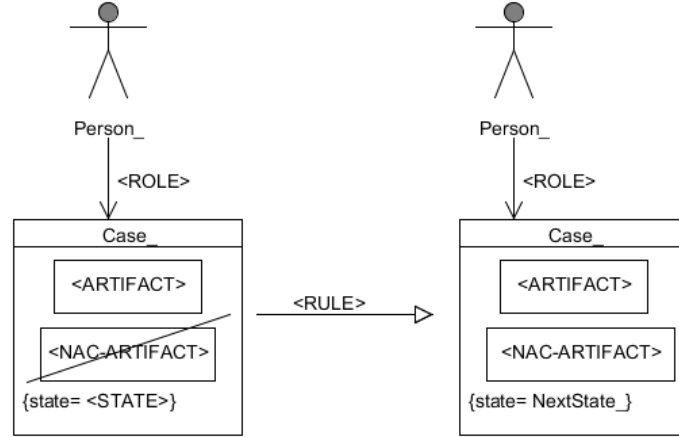 Person_
<ROLE>
Case_
<ARTIFACT>
<NAC-ARTIFACT>
{state= <STATE>}
<RULE>
Person_
<ROLE>
Case_
<ARTIFACT>
<NAC-ARTIFACT>
{state= NextState_}